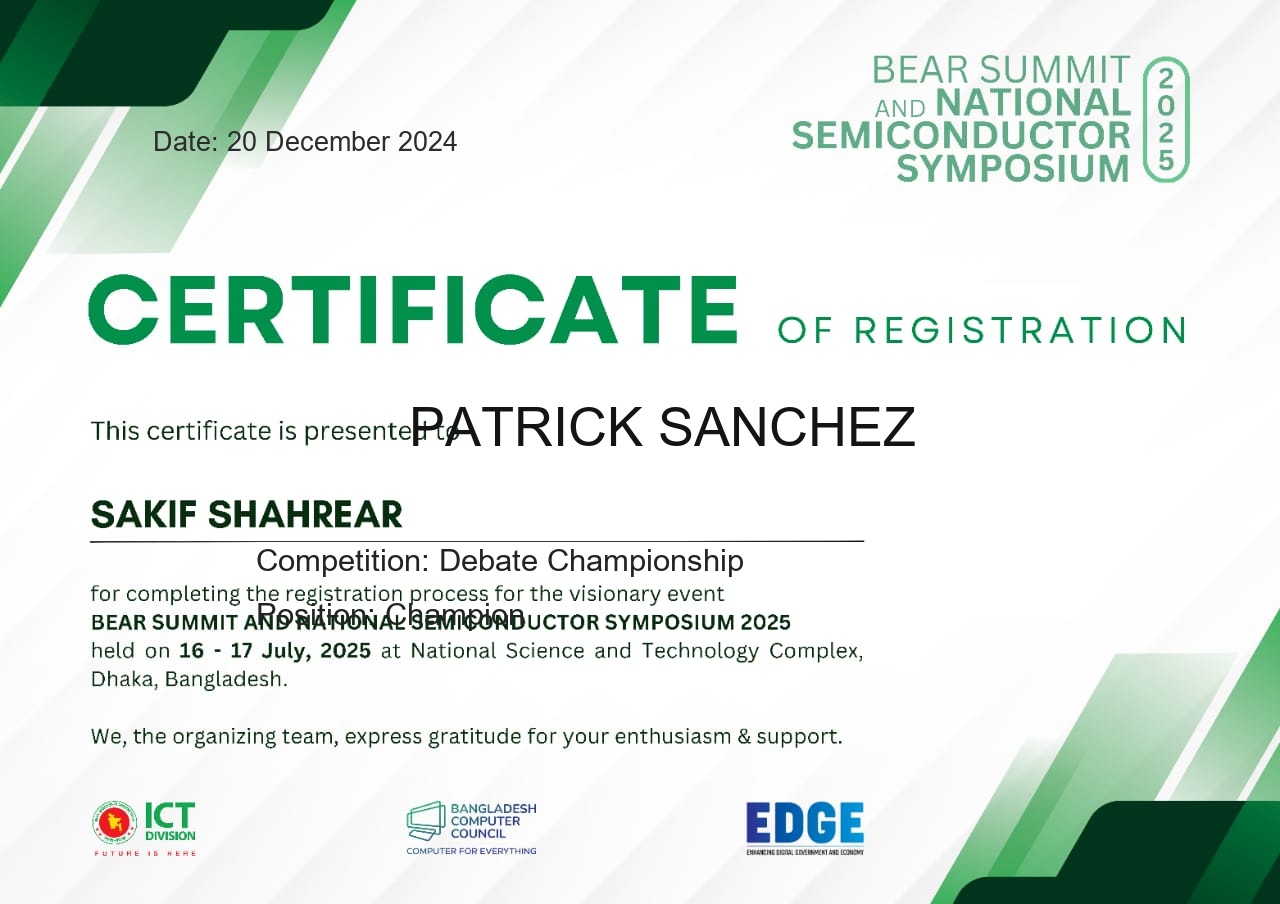 BEAR SUMMIT
AND NATIONAL
SEMICONDUCTOR
SYMPOSIUM
2025
Date: 20 December 2024
CERTIFICATE OF REGISTRATION
This certificate is presented to
PATRICK SANCHEZ
SAKIF SHAHREAR
Competition: Debate Championship
for completing the registration process for the visionary event
Position: Champion
BEAR SUMMIT AND NATIONAL SEMICONDUCTOR SYMPOSIUM 2025
held on 16 - 17 July, 2025 at National Science and Technology Complex,
Dhaka, Bangladesh.
We, the organizing team, express gratitude for your enthusiasm & support.
ICT
DIVISION
FUTURE IS HERE
BANGLADESH
COMPUTER
COUNCIL
COMPUTER FOR EVERYTHING
EDGE
ENHANCING DIGITAL GOVERNMENT AND ECONOMY